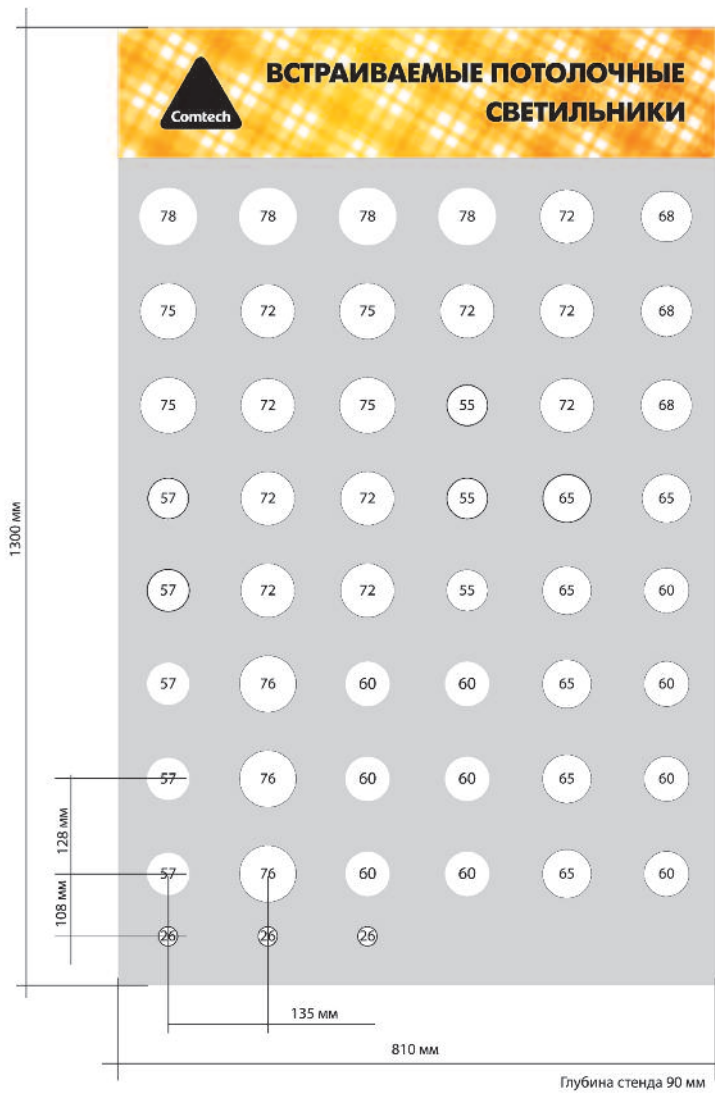 ВСТРАИВАЕМЫЕ ПОТОЛОЧНЫЕ
СВЕТИЛЬНИКИ
Comtech
78 78 78 78 72 68
75 72 75 72 72 68
75 72 75 55 72 68
57 72 72 55 65 65
57 72 72 55 65 60
57 76 60 60 65 60
57 76 60 60 65 60
57 76 60 60 65 60
26 26 26
1300 мм
128 мм
108 мм
135 мм
810 мм
Глубина стенда 90 мм